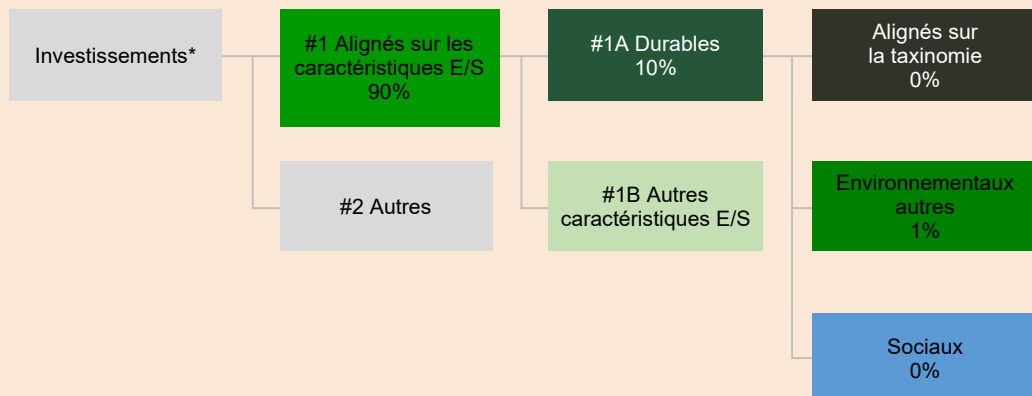 Investissements*
#1 Alignés sur les
caractéristiques E/S
90%
#1A Durables
10%
Alignés sur
la taxinomie
0%
#2 Autres
#1B Autres
caractéristiques E/S
Environnementaux
autres
1%
Sociaux
0%